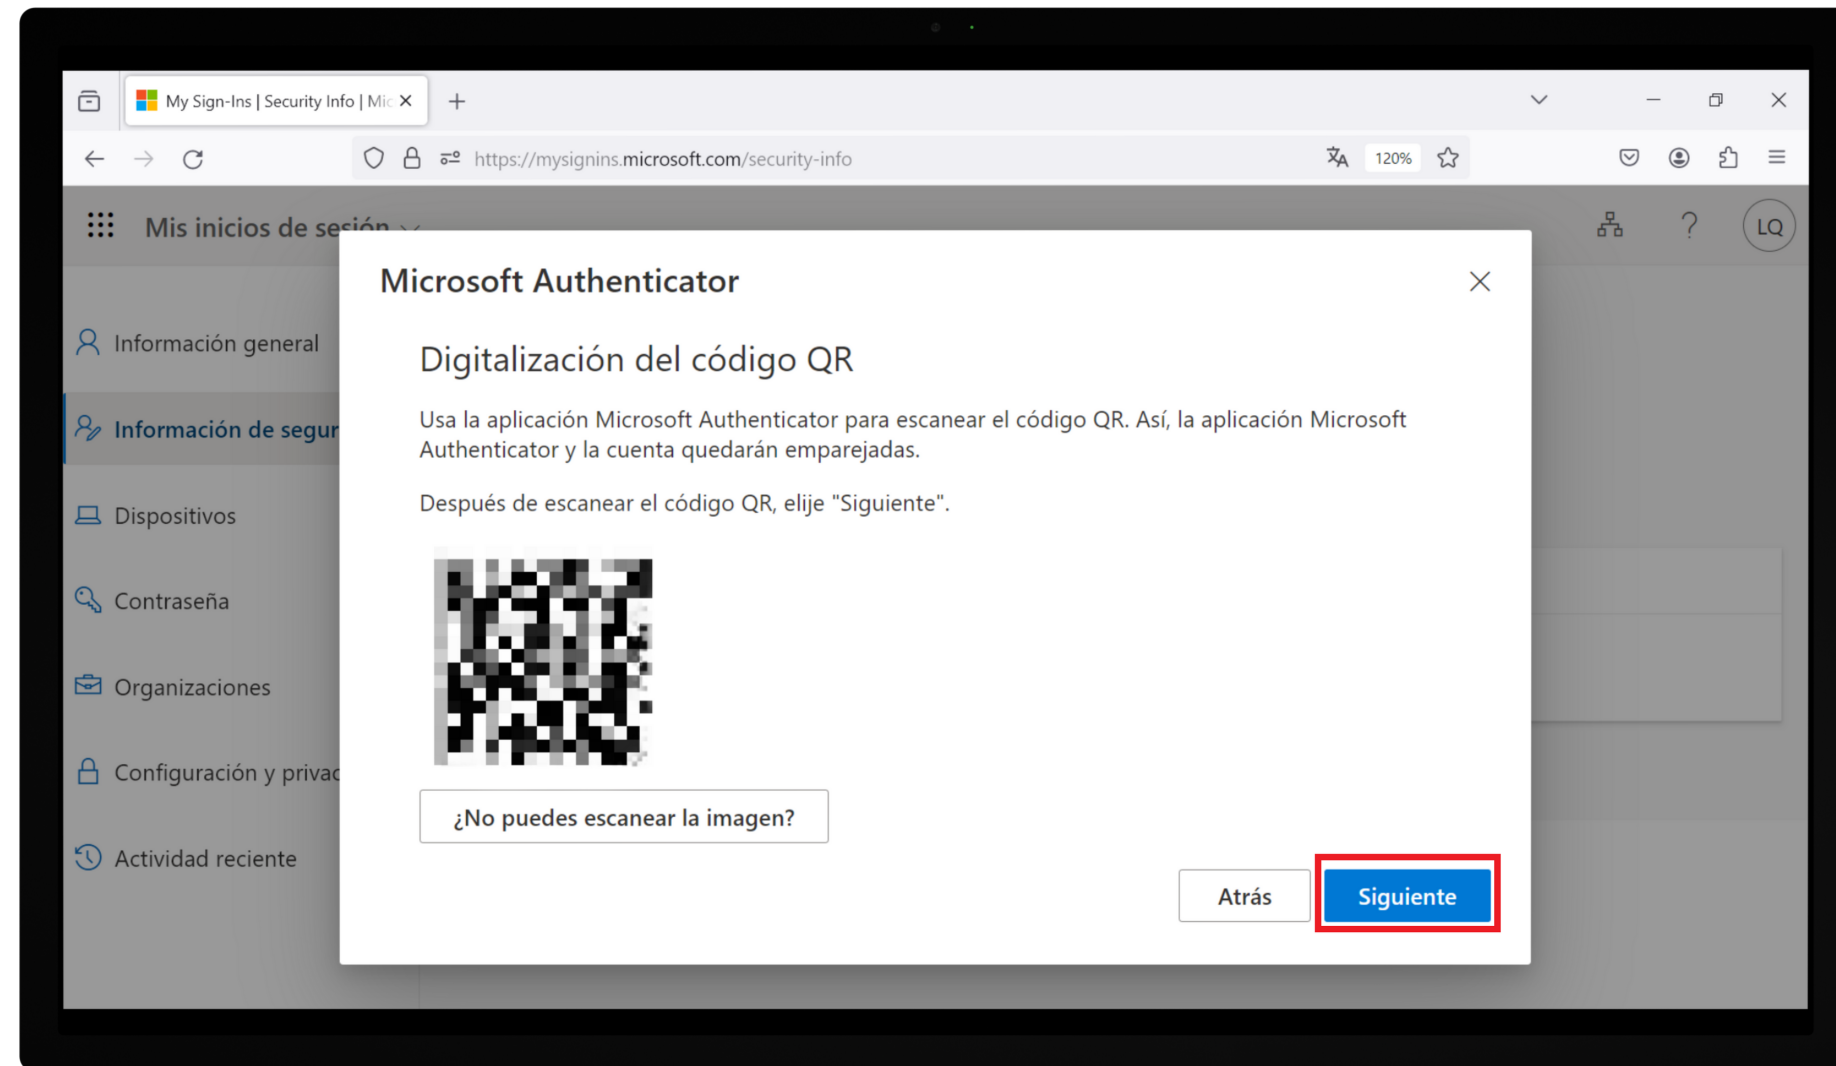 My Sign-Ins | Security Info | Mic
https://mysignins.microsoft.com/security-info
120%
Mis inicios de sesión
?
LQ
Microsoft Authenticator
Información general
Digitalización del código QR
Usa la aplicación Microsoft Authenticator para escanear el código QR. Así, la aplicación Microsoft
Authenticator y la cuenta quedarán emparejadas.
Información de segur
Después de escanear el código QR, elije "Siguiente".
Dispositivos
Contraseña
Organizaciones
Configuración y privac
¿No puedes escanear la imagen?
Actividad reciente
Atrás
Siguiente